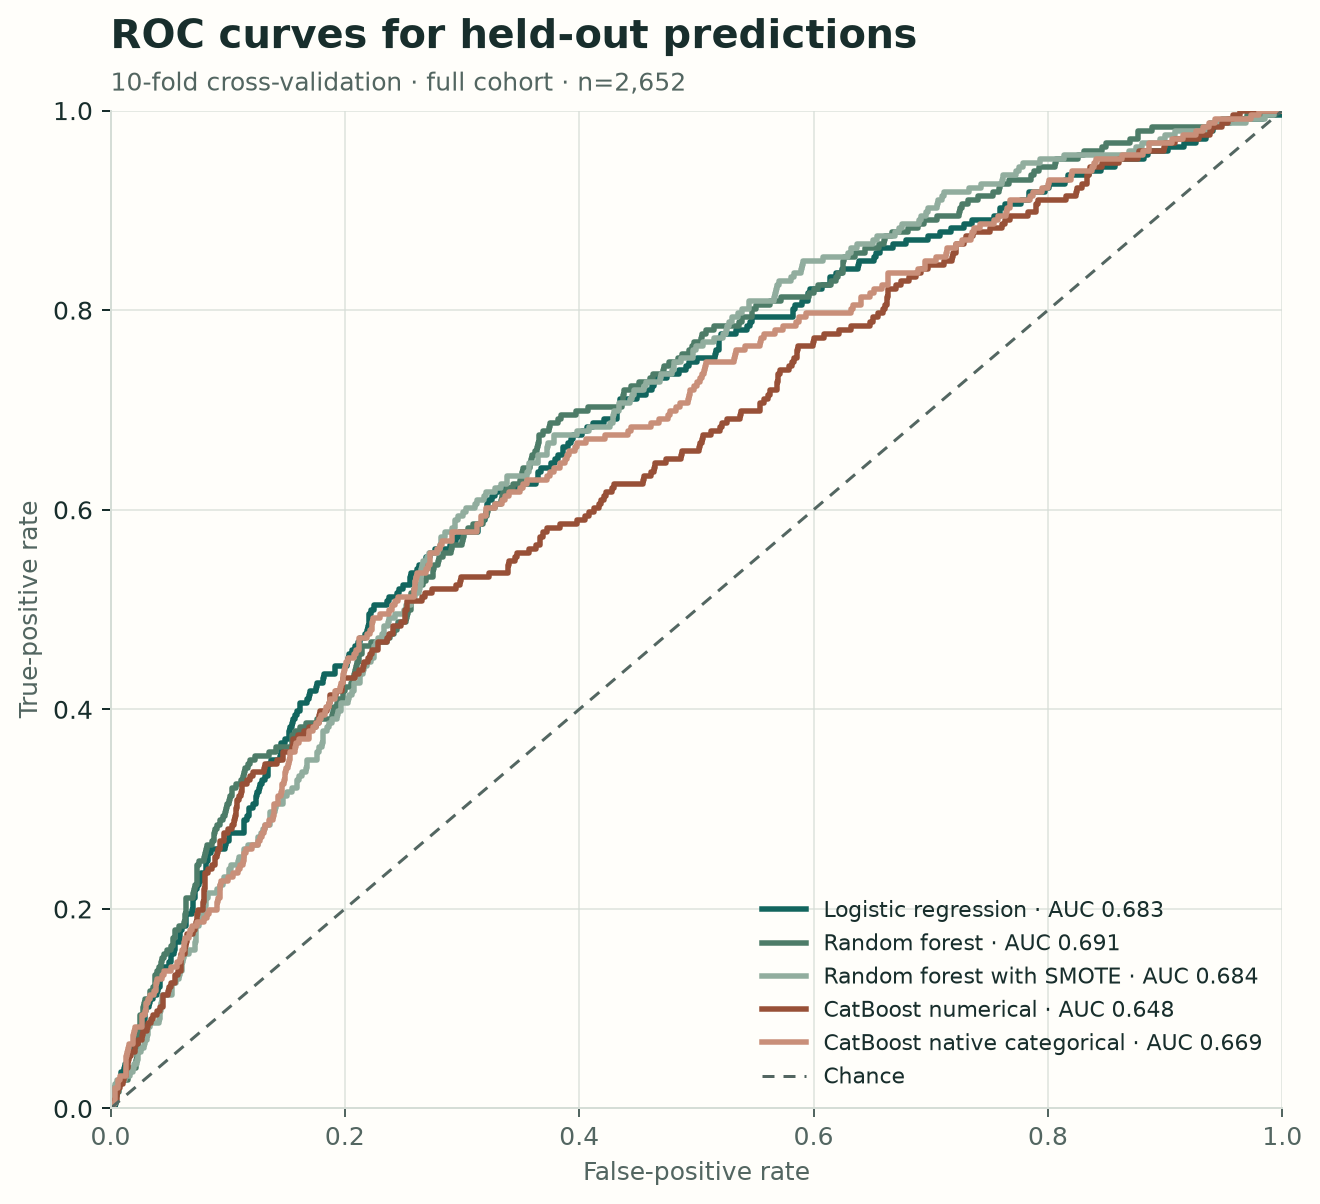 ROC curves for held-out predictions
10-fold cross-validation · full cohort · n=2,652
1.0
0.8
0.6
0.4
0.2
0.0
True-positive rate
Logistic regression · AUC 0.683
Random forest · AUC 0.691
Random forest with SMOTE · AUC 0.684
CatBoost numerical · AUC 0.648
CatBoost native categorical · AUC 0.669
Chance
0.0 0.2 0.4 0.6 0.8 1.0
False-positive rate